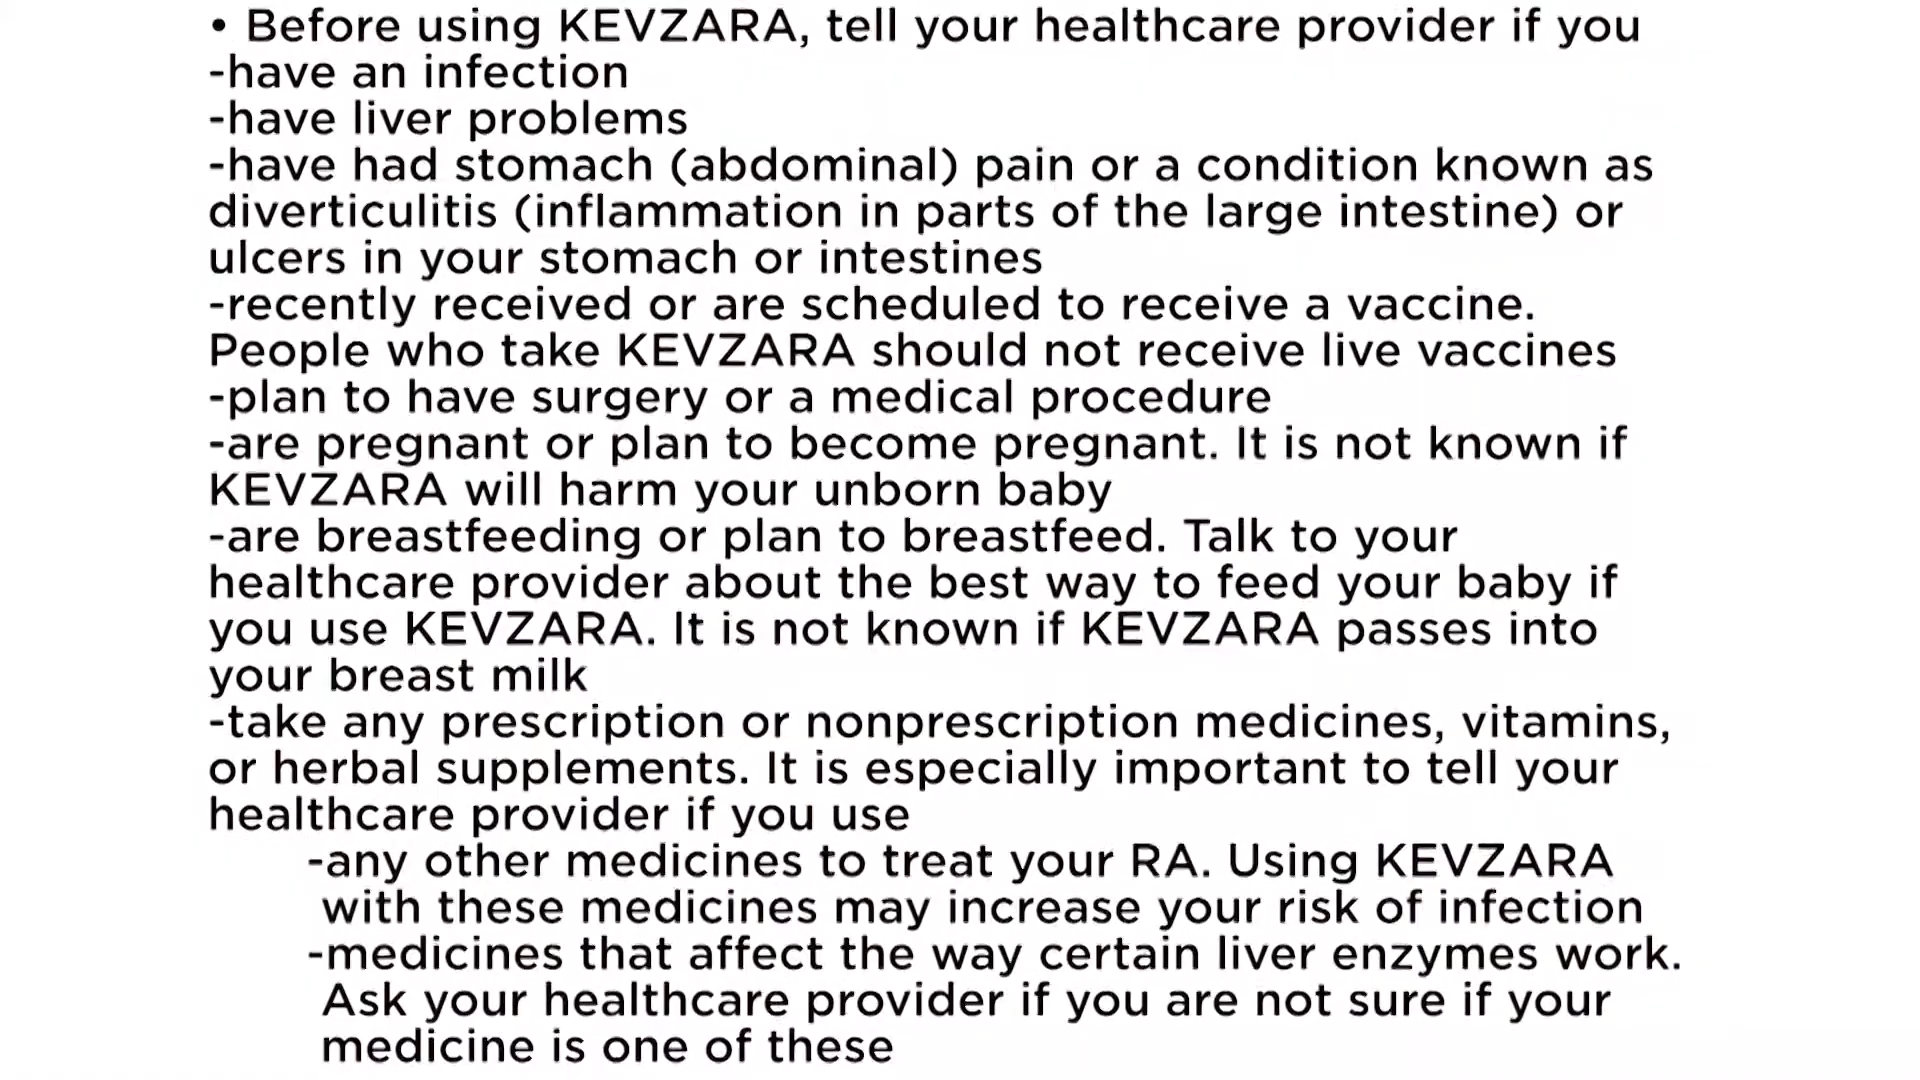 • Before using KEVZARA, tell your healthcare provider if you
-have an infection
-have liver problems
-have had stomach (abdominal) pain or a condition known as
diverticulitis (inflammation in parts of the large intestine) or
ulcers in your stomach or intestines
-recently received or are scheduled to receive a vaccine.
People who take KEVZARA should not receive live vaccines
-plan to have surgery or a medical procedure
-are pregnant or plan to become pregnant. It is not known if
KEVZARA will harm your unborn baby
-are breastfeeding or plan to breastfeed. Talk to your
healthcare provider about the best way to feed your baby if
you use KEVZARA. It is not known if KEVZARA passes into
your breast milk
-take any prescription or nonprescription medicines, vitamins,
or herbal supplements. It is especially important to tell your
healthcare provider if you use
-any other medicines to treat your RA. Using KEVZARA
with these medicines may increase your risk of infection
-medicines that affect the way certain liver enzymes work.
Ask your healthcare provider if you are not sure if your
medicine is one of these